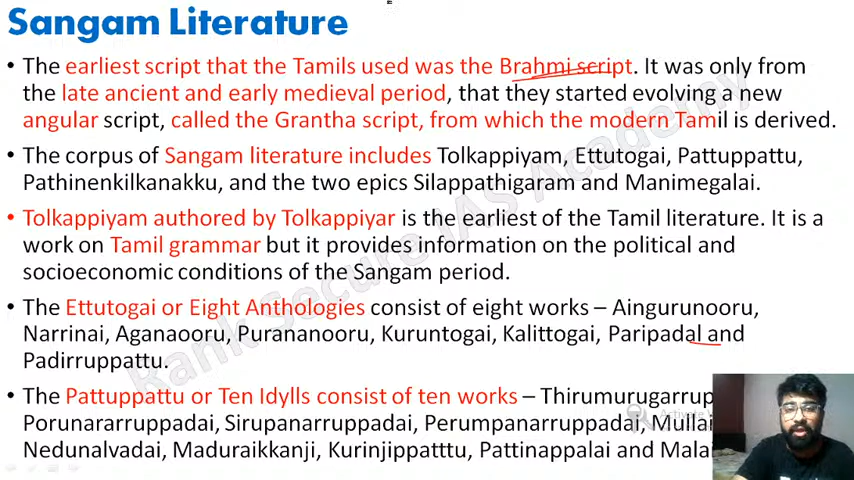 Sangam Literature
• The earliest script that the Tamils used was the Brahmi script. It was only from
the late ancient and early medieval period, that they started evolving a new
angular script, called the Grantha script, from which the modern Tamil is derived.
• The corpus of Sangam literature includes Tolkappiyam, Ettutogai, Pattuppattu,
Pathinenkilkanakku, and the two epics Silappathigaram and Manimegalai.
• Tolkappiyam authored by Tolkappiyar is the earliest of the Tamil literature. It is a
work on Tamil grammar but it provides information on the political and
socioeconomic conditions of the Sangam period.
• The Ettutogai or Eight Anthologies consist of eight works – Aingurunooru,
Narrinai, Aganaooru, Purananooru, Kuruntogai, Kalittogai, Paripadal and
Padirruppattu.
• The Pattuppattu or Ten Idylls consist of ten works – Thirumurugarrup
Porunararruppadai, Sirupanarruppadai, Perumpanarruppadai, Mullai
Nedunalvadai, Maduraikkanji, Kurinjippatttu, Pattinappalai and Mala
Rank Secure IAS Academy
Activate